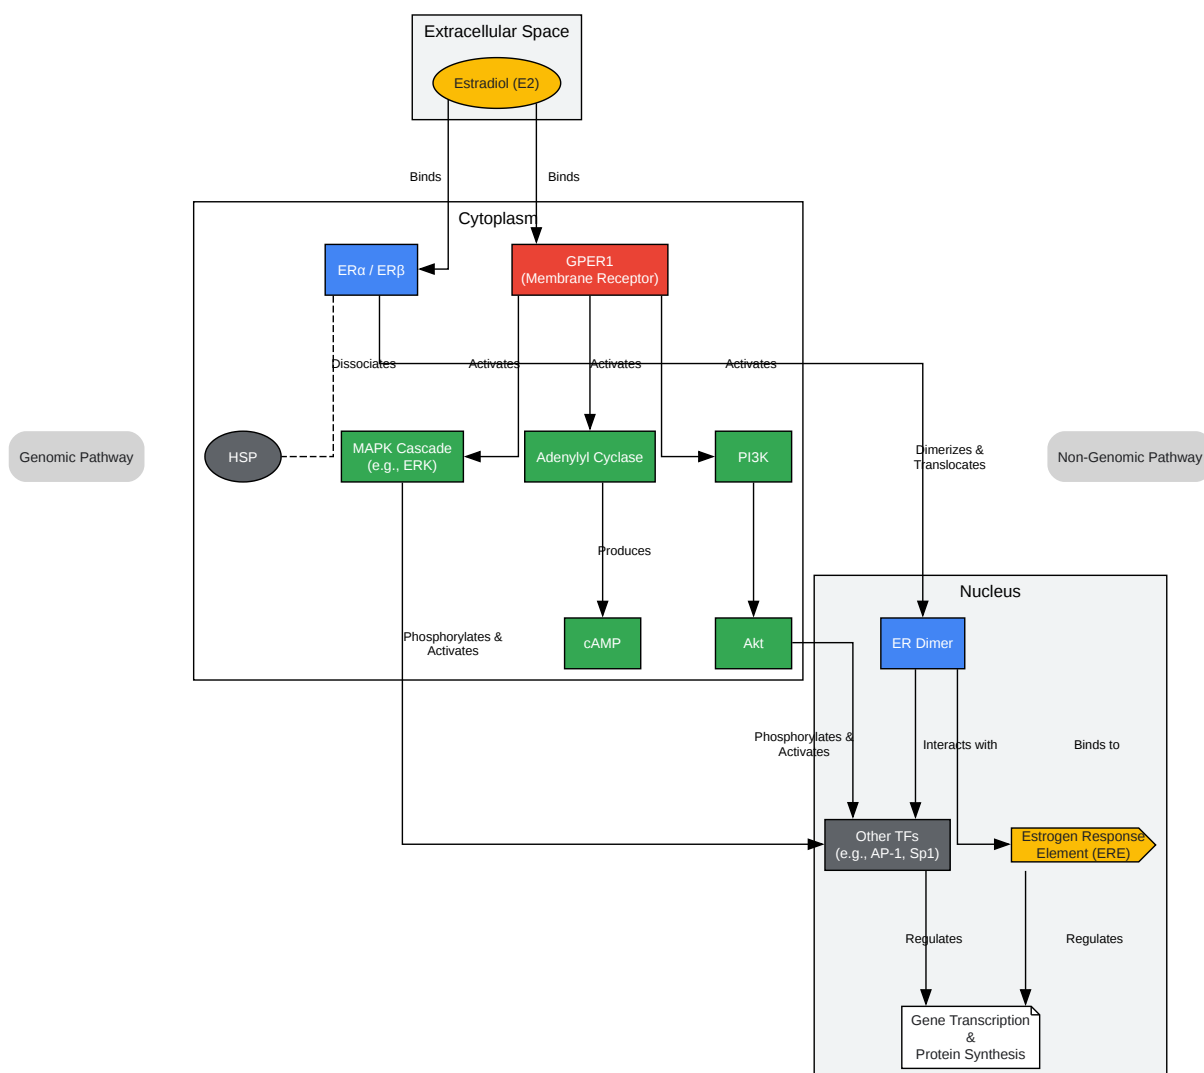 Extracellular Space
Estradiol (E2)
Binds
Binds
Cytoplasm
ERα / ERβ
GPER1
(Membrane Receptor)
Dissociates
Activates
Activates
Activates
Genomic Pathway
HSP
MAPK Cascade
(e.g., ERK)
Adenylyl Cyclase
PI3K
Dimerizes &
Translocates
Non-Genomic Pathway
Produces
Nucleus
Phosphorylates &
Activates
cAMP
Akt
ER Dimer
Phosphorylates &
Activates
Interacts with
Binds to
Other TFs
(e.g., AP-1, Sp1)
Estrogen Response
Element (ERE)
Regulates
Regulates
Gene Transcription
&
Protein Synthesis